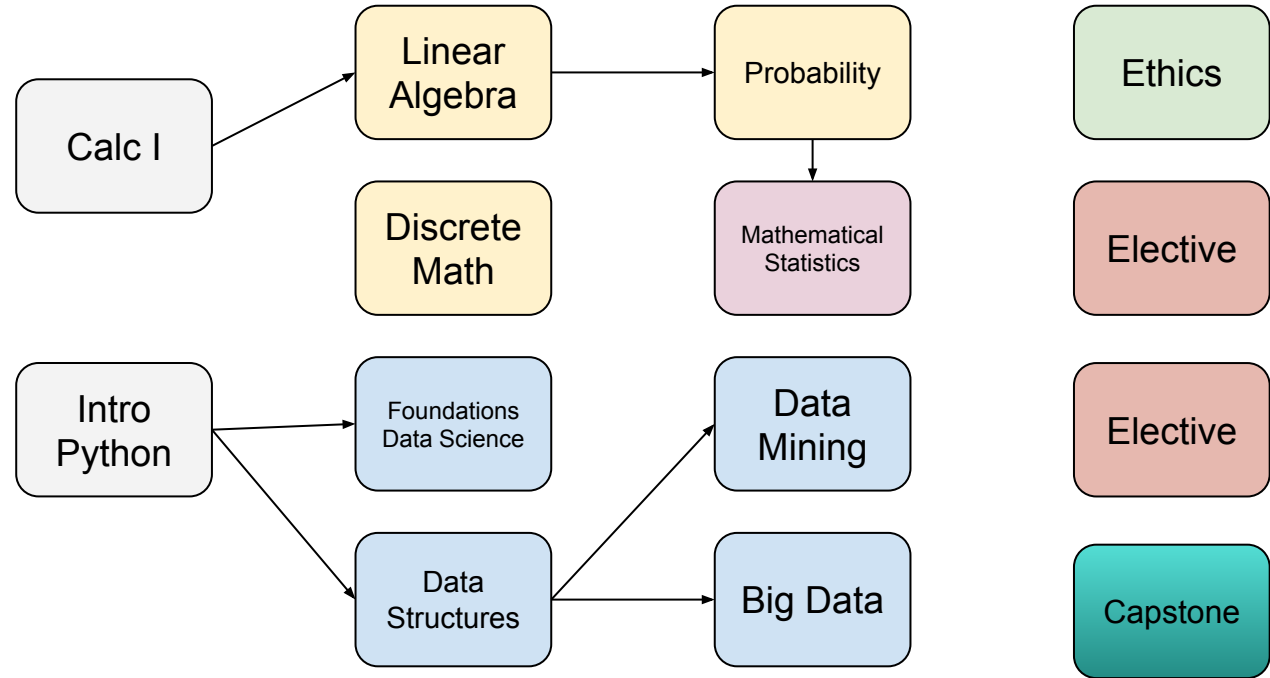 Calc I
Linear
Algebra
Probability
Ethics
Discrete
Math
Mathematical
Statistics
Elective
Intro
Python
Foundations
Data Science
Data
Mining
Elective
Data
Structures
Big Data
Capstone